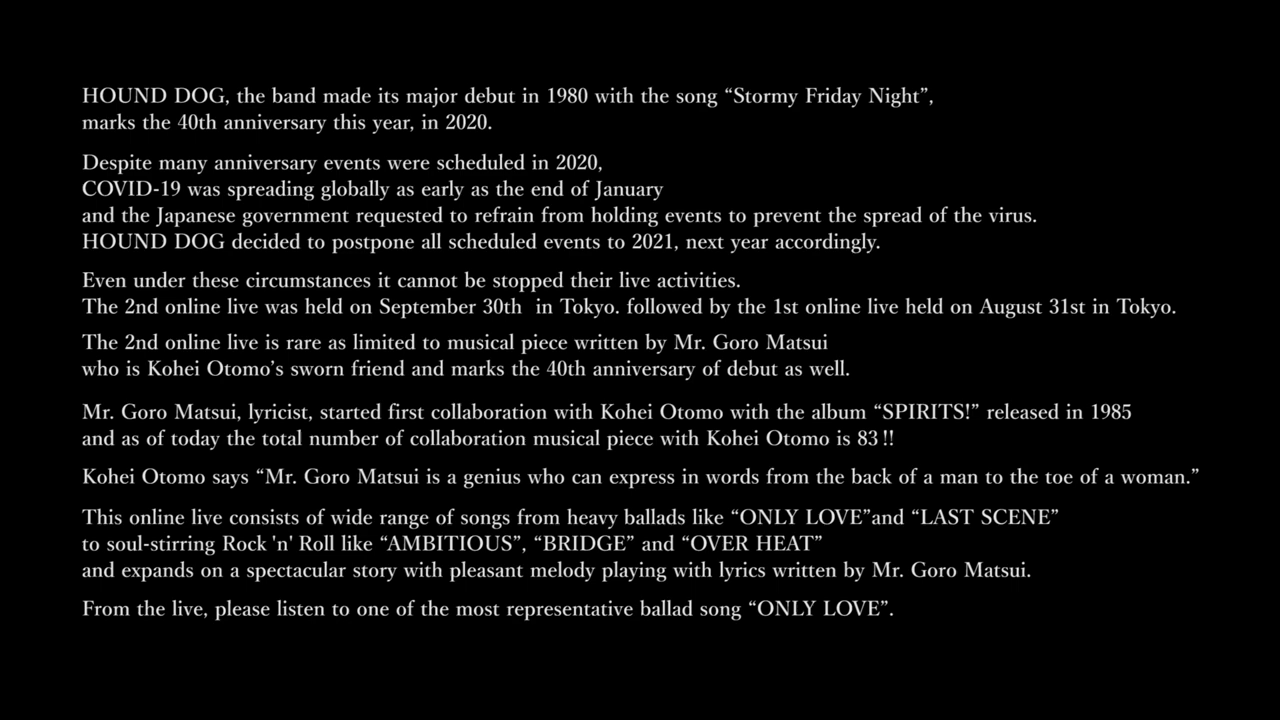 HOUND DOG, the band made its major debut in 1980 with the song “Stormy Friday Night”,
marks the 40th anniversary this year, in 2020.
Despite many anniversary events were scheduled in 2020,
COVID-19 was spreading globally as early as the end of January
and the Japanese government requested to refrain from holding events to prevent the spread of the virus.
HOUND DOG decided to postpone all scheduled events to 2021, next year accordingly.
Even under these circumstances it cannot be stopped their live activities.
The 2nd online live was held on September 30th  in Tokyo. followed by the 1st online live held on August 31st in Tokyo.
The 2nd online live is rare as limited to musical piece written by Mr. Goro Matsui
who is Kohei Otomo’s sworn friend and marks the 40th anniversary of debut as well.
Mr. Goro Matsui, lyricist, started first collaboration with Kohei Otomo with the album “SPIRITS!” released in 1985
and as of today the total number of collaboration musical piece with Kohei Otomo is 83 !!
Kohei Otomo says “Mr. Goro Matsui is a genius who can express in words from the back of a man to the toe of a woman.”
This online live consists of wide range of songs from heavy ballads like “ONLY LOVE”and “LAST SCENE”
to soul-stirring Rock 'n' Roll like “AMBITIOUS”, “BRIDGE” and “OVER HEAT”
and expands on a spectacular story with pleasant melody playing with lyrics written by Mr. Goro Matsui.
From the live, please listen to one of the most representative ballad song “ONLY LOVE”.